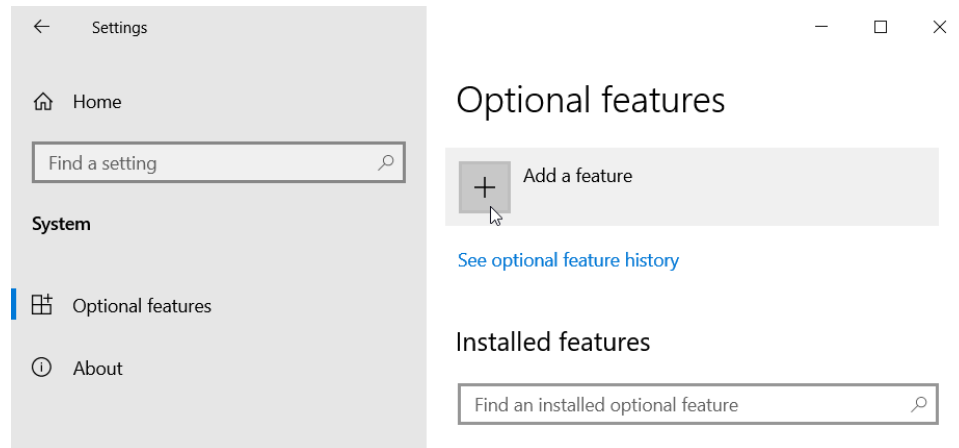 Settings
Home
Find a setting
System
Optional features
About
Optional features
Add a feature
See optional feature history
Installed features
Find an installed optional feature